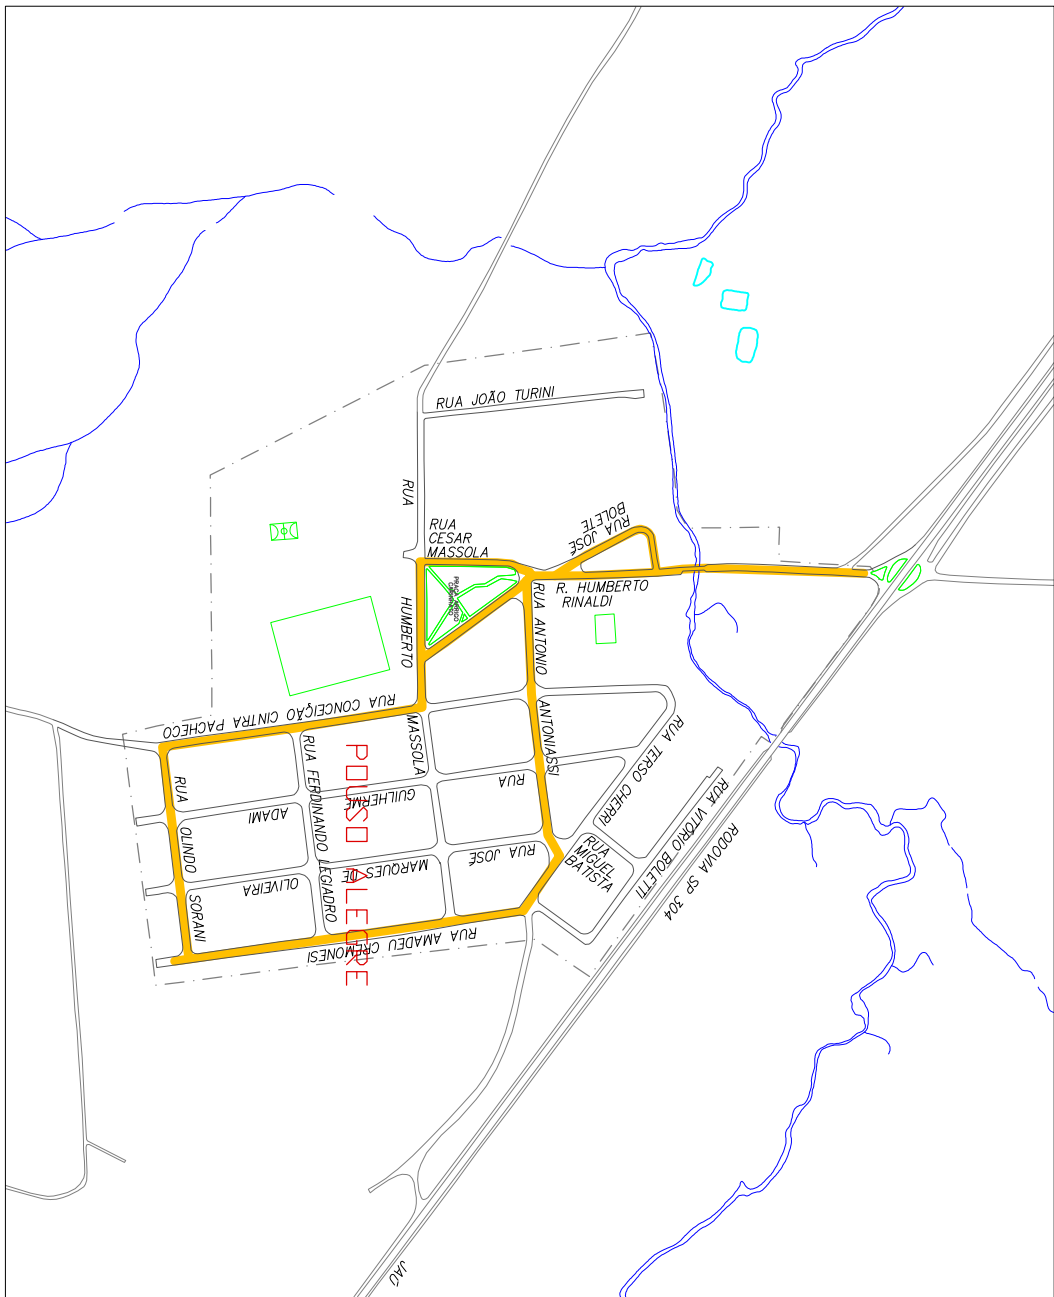 RUA JOÃO TURINI
RUA
RUA
CESAR
MASSOLA
RUA JOSÉ
BOLETE
R. HUMBERTO
RINALDI
HUMBERTO
RUA ANTONIO
ANTONIASSI
RUA CONCEIÇÃO CINTRA PACHECO
MASSOLA
RUA TERSO CHERRI
RUA VITÓRIO BOLETTI
RODOVIA SP 304
RUA
MIGUEL
BATISTA
RUA FERDINANDO LEGIADRO
POUSO ALEGRE
RUA
GUILHERME
ADAMI
RUA JOSÉ
MARQUES DE
OLIVEIRA
RUA
OLINDO
SORANI
RUA AMADEU CREMONESI
JAÚ